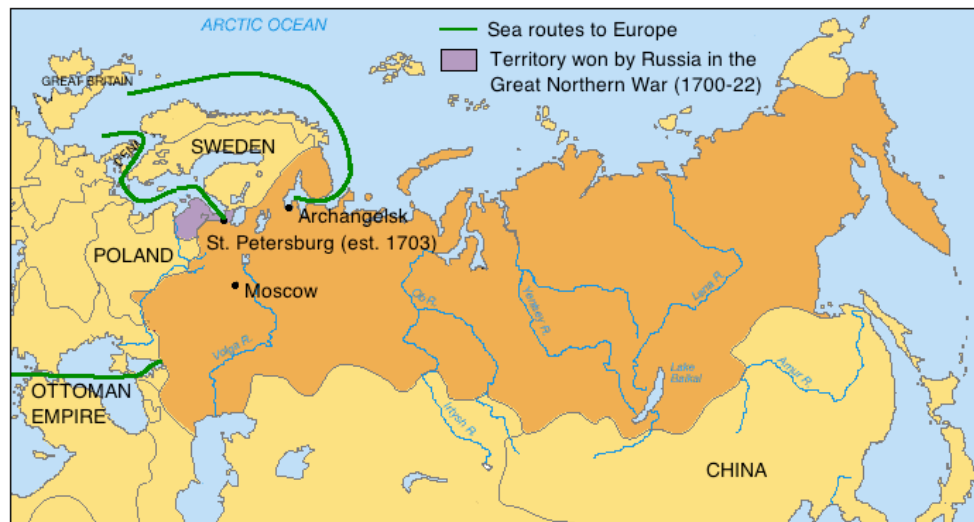 ARCTIC OCEAN
Sea routes to Europe
Territory won by Russia in the
Great Northern War (1700-22)
GREAT BRITAIN
DENM
SWEDEN
Archangelsk
St. Petersburg (est. 1703)
POLAND
Moscow
Volga R.
Ob R.
Yenisey R.
Lena R.
Lake
Baikal
Amur R.
Irtysh R.
OTTOMAN
EMPIRE
CHINA